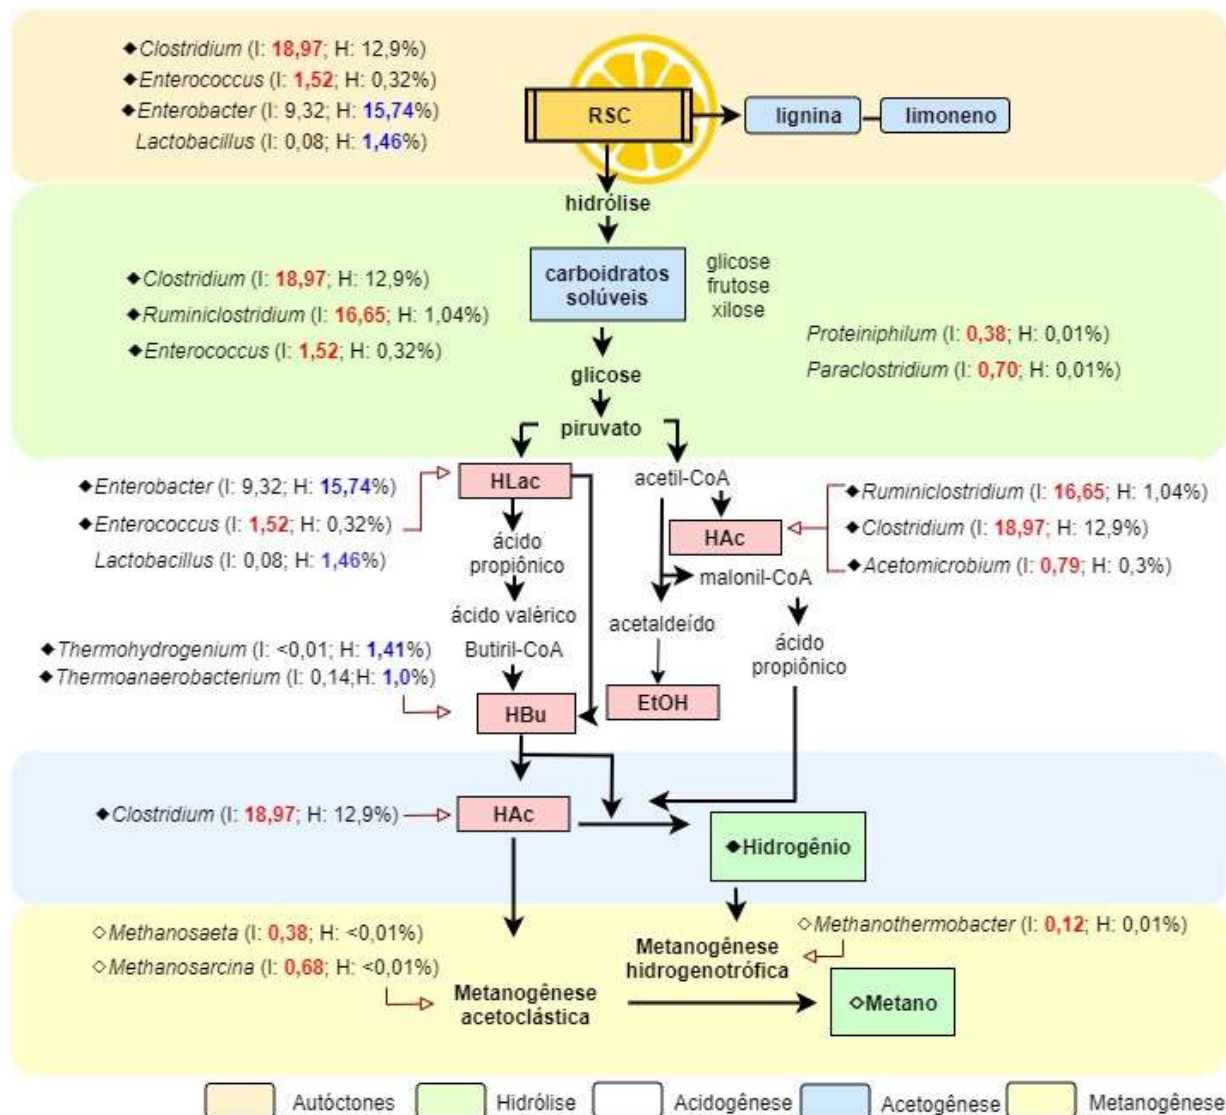 ◆Clostridium (I: 18,97; H: 12,9%)
◆Enterococcus (I: 1,52; H: 0,32%)
◆Enterobacter (I: 9,32; H: 15,74%)
Lactobacillus (I: 0,08; H: 1,46%)
RSC
lignina
limoneno
hidrólise
carboidratos
solúveis
glicose
frutose
xilose
◆Clostridium (I: 18,97; H: 12,9%)
◆Ruminiclostridium (I: 16,65; H: 1,04%)
◆Enterococcus (I: 1,52; H: 0,32%)
Proteiniphilum (I: 0,38; H: 0,01%)
Paraclostridium (I: 0,70; H: 0,01%)
glicose
piruvato
◆Enterobacter (I: 9,32; H: 15,74%)
◆Enterococcus (I: 1,52; H: 0,32%)
Lactobacillus (I: 0,08; H: 1,46%)
HLac
acetil-CoA
HAc
◆Ruminiclostridium (I: 16,65; H: 1,04%)
◆Clostridium (I: 18,97; H: 12,9%)
◆Acetomicrobium (I: 0,79; H: 0,3%)
ácido
propiônico
malonil-CoA
ácido valérico
acetaldeído
ácido
propiônico
◆Thermohydrogenium (I: <0,01; H: 1,41%)
◆Thermoanaerobacterium (I: 0,14;H: 1,0%)
Butiril-CoA
HBu
EtOH
◆Clostridium (I: 18,97; H: 12,9%)
HAc
◆Hidrogênio
◇Methanosaeta (I: 0,38; H: <0,01%)
◇Methanosarcina (I: 0,68; H: <0,01%)
◇Methanothermobacter (I: 0,12; H: 0,01%)
Metanogênese
hidrogenotrófica
Metanogênese
acetoclástica
◇Metano
Autóctones
Hidrólise
Acidogênese
Acetogênese
Metanogênese